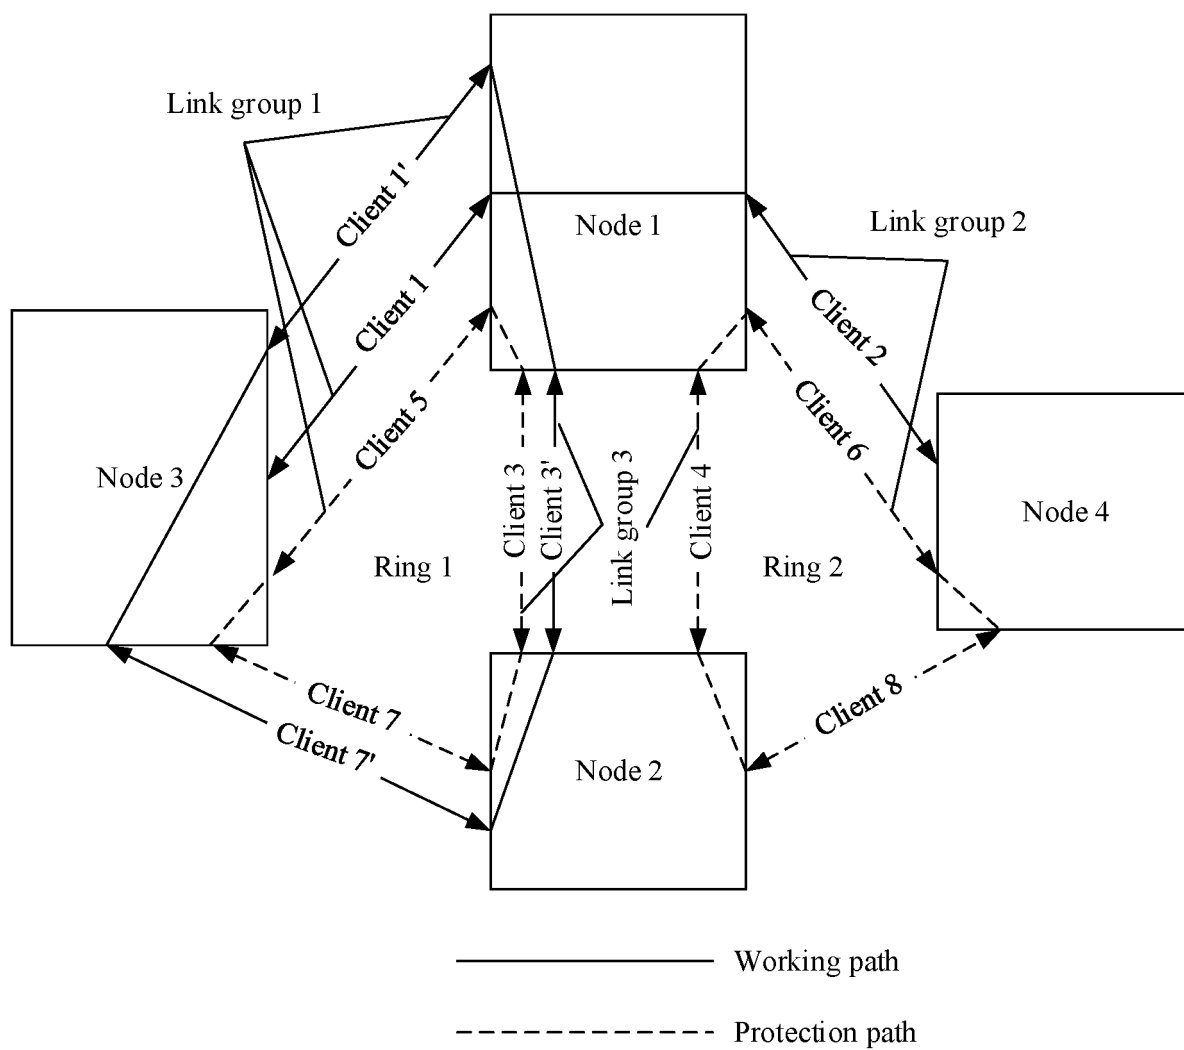 Link group 1
Client 1'
Node 1
Link group 2
Client 1
Client 2
Client 5
Client 6
Node 3
Client 3
Client 3'
Link group 3
Client 4
Node 4
Ring 1
Ring 2
Client 7
Client 8
Client 7'
Node 2
Working path
Protection path